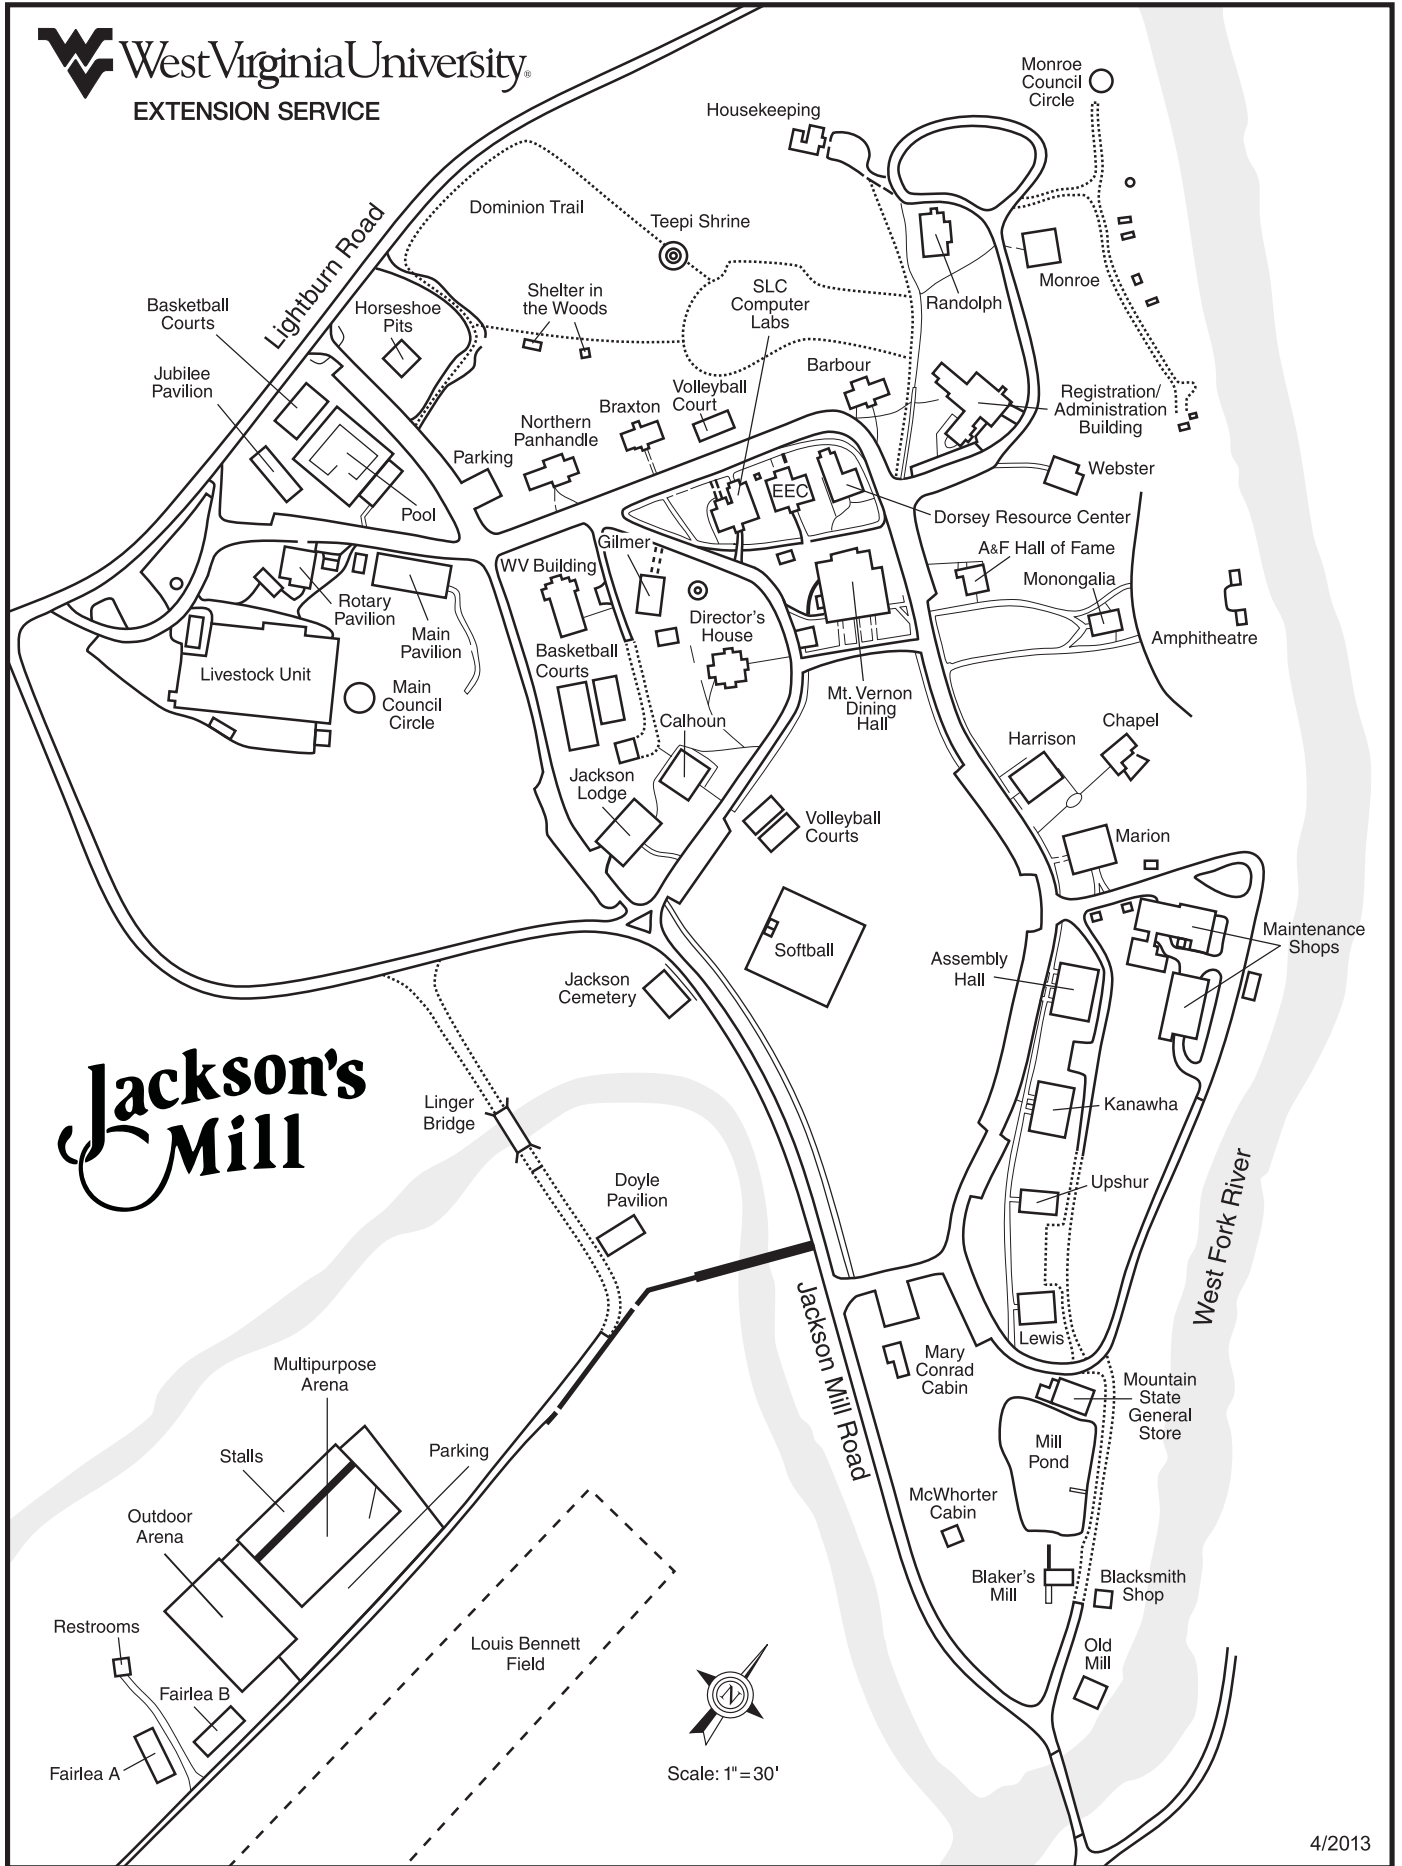 West Virginia University®
EXTENSION SERVICE
Monroe
Council
Circle
Housekeeping
Dominion Trail
Teepi Shrine
Lightburn Road
Shelter in
the Woods
SLC
Computer
Labs
Randolph
Monroe
Basketball
Courts
Horseshoe
Pits
Jubilee
Pavilion
Barbour
Volleyball
Court
Braxton
Northern
Panhandle
Parking
Registration/
Administration
Building
Webster
Pool
EEC
Dorsey Resource Center
Gilmer
A&F Hall of Fame
WV Building
Monongalia
Rotary
Pavilion
Main
Pavilion
Director's
House
Amphitheatre
Basketball
Courts
Livestock Unit
Main
Council
Circle
Mt. Vernon
Dining
Hall
Calhoun
Chapel
Harrison
Jackson
Lodge
Volleyball
Courts
Marion
Maintenance
Shops
Softball
Assembly
Hall
Jackson
Cemetery
Jackson's
Mill
Linger
Bridge
Kanawha
Doyle
Pavilion
Upshur
West Fork River
Jackson Mill Road
Lewis
Mary
Conrad
Cabin
Mountain
State
General
Store
Multipurpose
Arena
Mill
Pond
Stalls
Parking
McWhorter
Cabin
Outdoor
Arena
Blaker's
Mill
Blacksmith
Shop
Restrooms
Louis Bennett
Field
Old
Mill
Fairlea B
N
Fairlea A
Scale: 1"=30'
4/2013